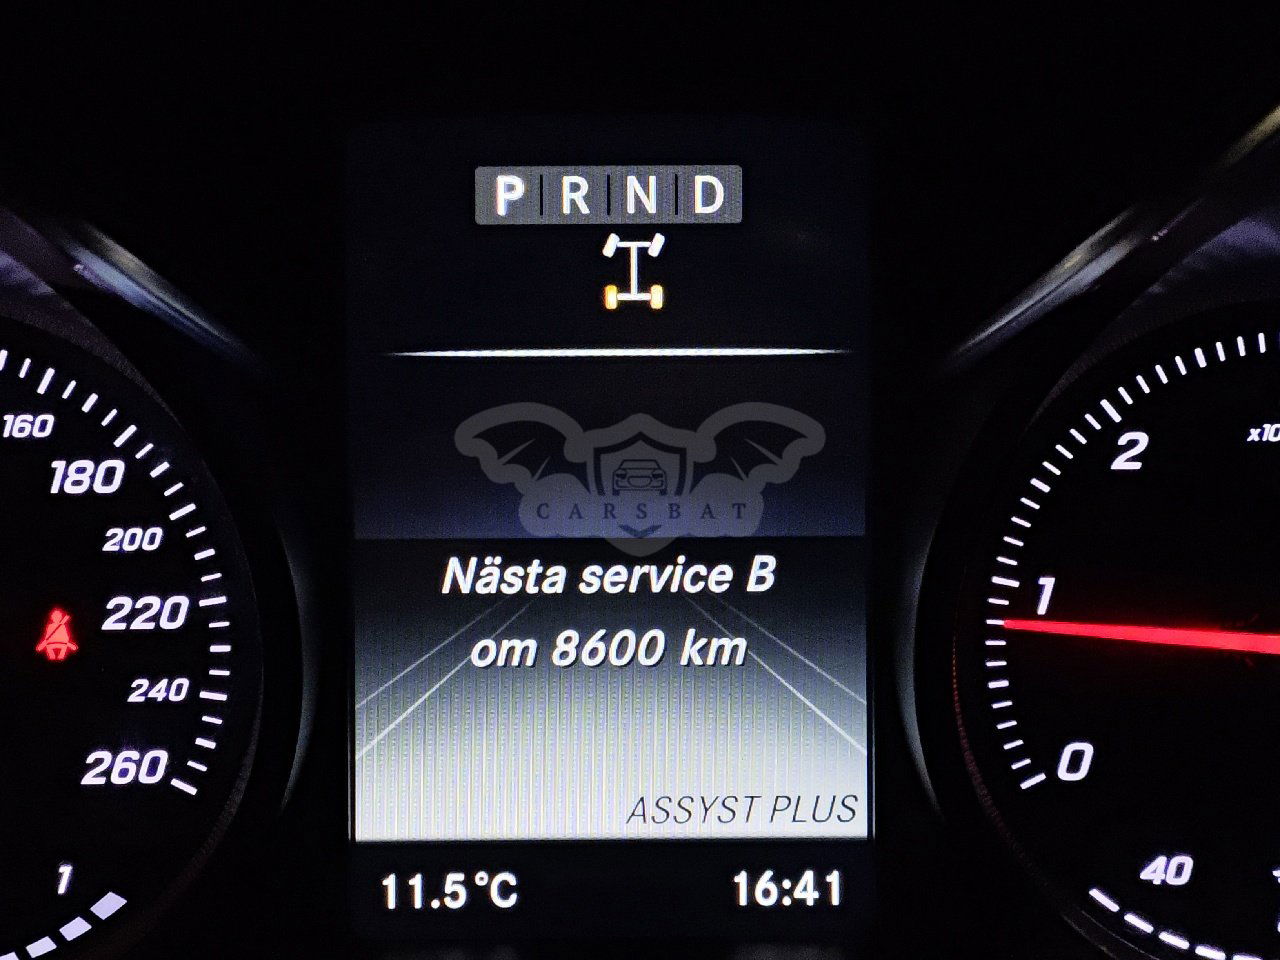 P R N D
CARSBAT
Nästa service B
om 8600 km
ASSYST PLUS
11.5°C
16:41
160
180
200
220
240
260
1
2
1
0
40